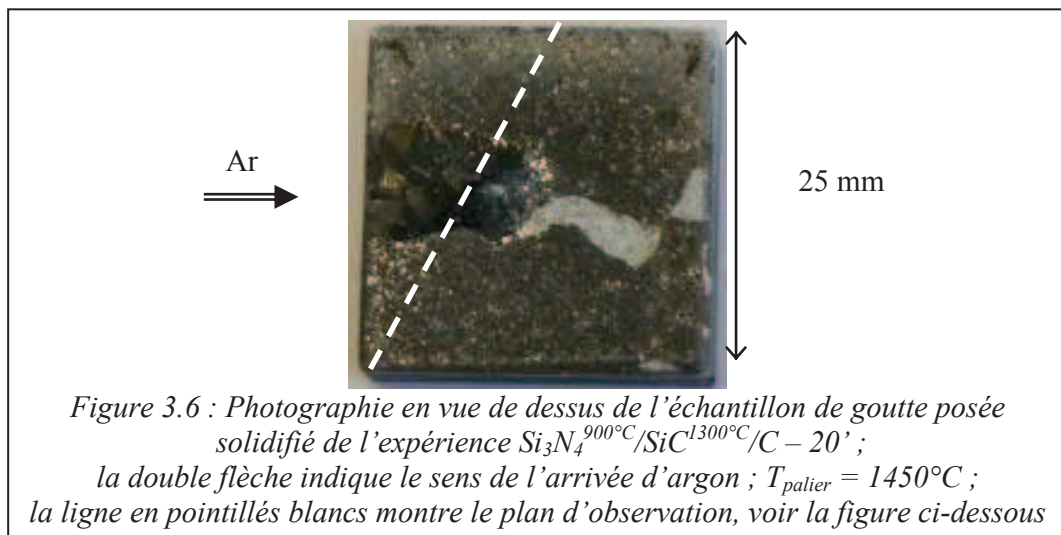 Ar
25 mm
Figure 3.6 : Photographie en vue de dessus de l'échantillon de goutte posée
solidifié de l'expérience Si₃N₄⁹⁰⁰°ᶜ/SiC¹³⁰⁰°ᶜ/C – 20’ ;
la double flèche indique le sens de l'arrivée d'argon ; Tpalier = 1450°C ;
la ligne en pointillés blancs montre le plan d'observation, voir la figure ci-dessous